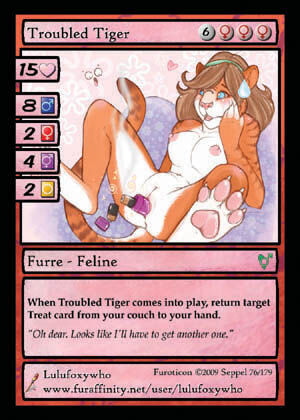 Troubled Tiger 6
15
8
2
4
2
Furre - Feline
When Troubled Tiger comes into play, return target
Treat card from your couch to your hand.
"Oh dear. Looks like I'll have to get another one."
Lulufoxywho Furoticon ©2009 Seppel 76/179
www.furaffinity.net/user/lulufoxywho